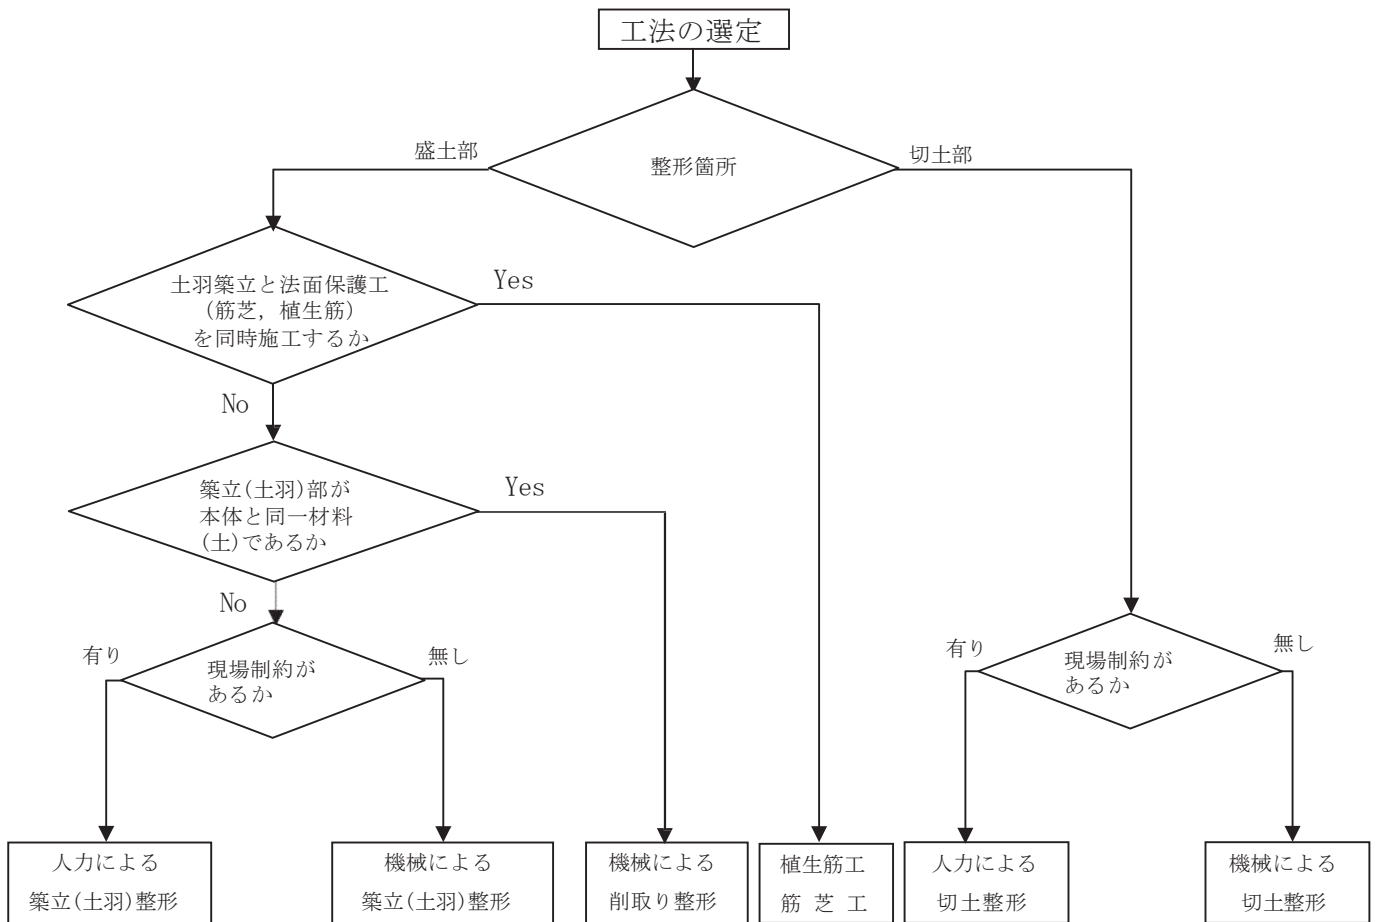 工法の選定
盛土部
整形箇所
切土部
土羽築立と法面保護工
(筋芝，植生筋)
を同時施工するか
Yes
No
築立(土羽)部が
本体と同一材料
(土)であるか
Yes
No
有り
現場制約が
あるか
無し
有り
現場制約が
あるか
無し
人力による
築立(土羽)整形
機械による
築立(土羽)整形
機械による
削取り整形
植生筋工
筋 芝 工
人力による
切土整形
機械による
切土整形